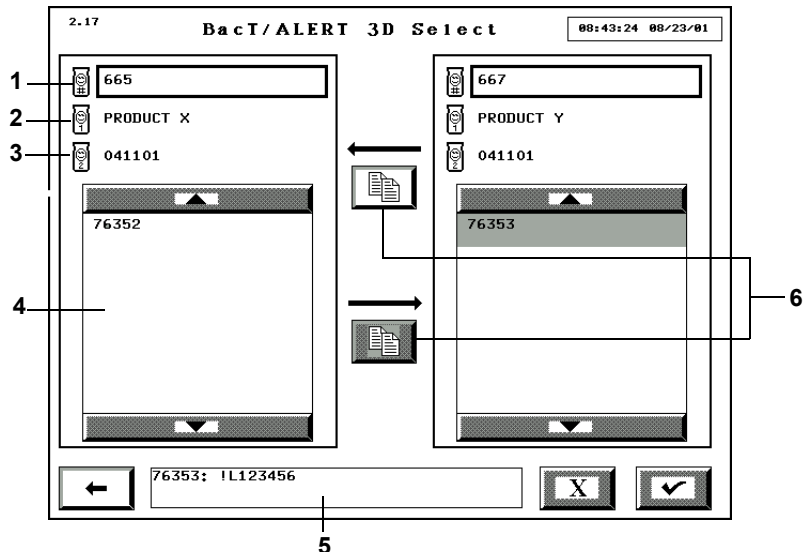 2.17
BacT/ALERT 3D Select
08:43:24 08/23/01
1
665
2
PRODUCT X
3
041101
76352
4
667
PRODUCT Y
041101
76353
6
76353: !L123456
X
5